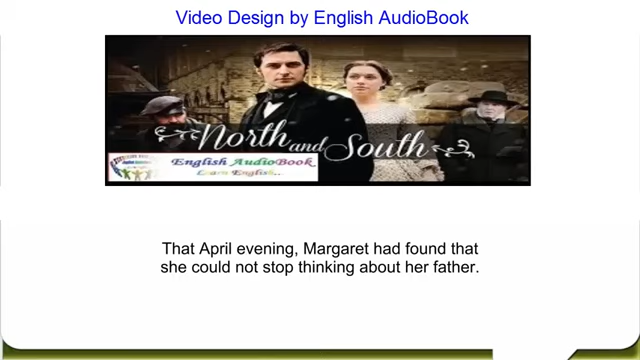 Video Design by English AudioBook
North and South
English AudioBook
Learn English...
That April evening, Margaret had found that
she could not stop thinking about her father.